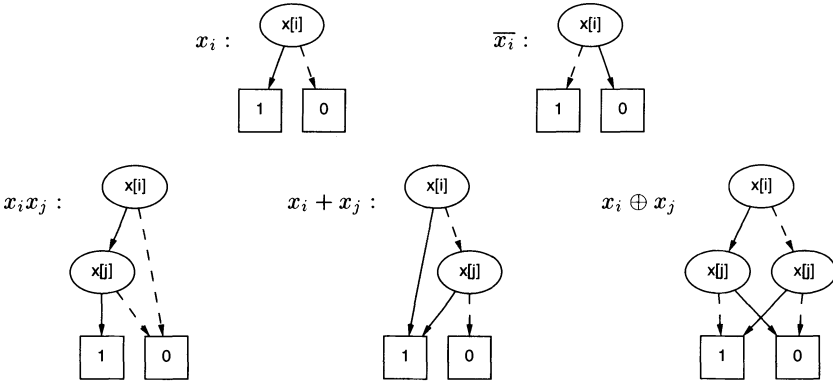 x_i : x[i] \overline{x_i} : x[i]
1 0 1 0
x_i x_j : x[i] x_i + x_j : x[i] x_i ⊕ x_j x[i]
x[j] x[j] x[j] x[j]
1 0 1 0 1 0